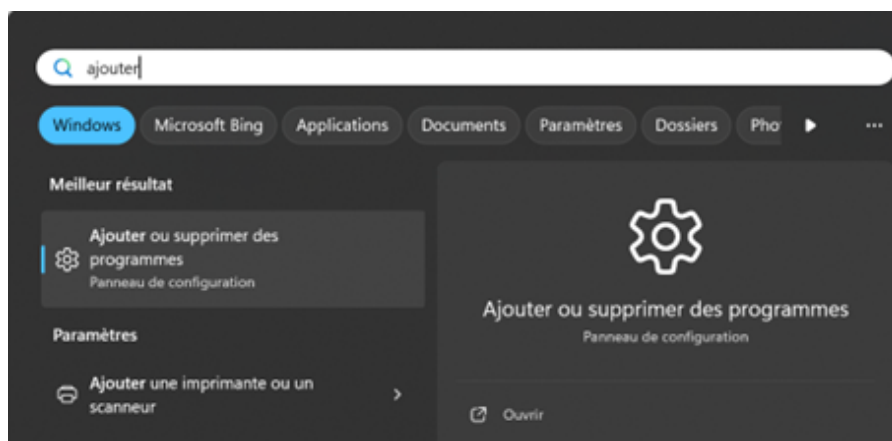 ajouter
Windows Microsoft Bing Applications Documents Paramètres Dossiers Pho ...
Meilleur résultat
Ajouter ou supprimer des
programmes
Panneau de configuration
Paramètres
Ajouter une imprimante ou un
scanneur
Ajouter ou supprimer des programmes
Panneau de configuration
Ouvrir